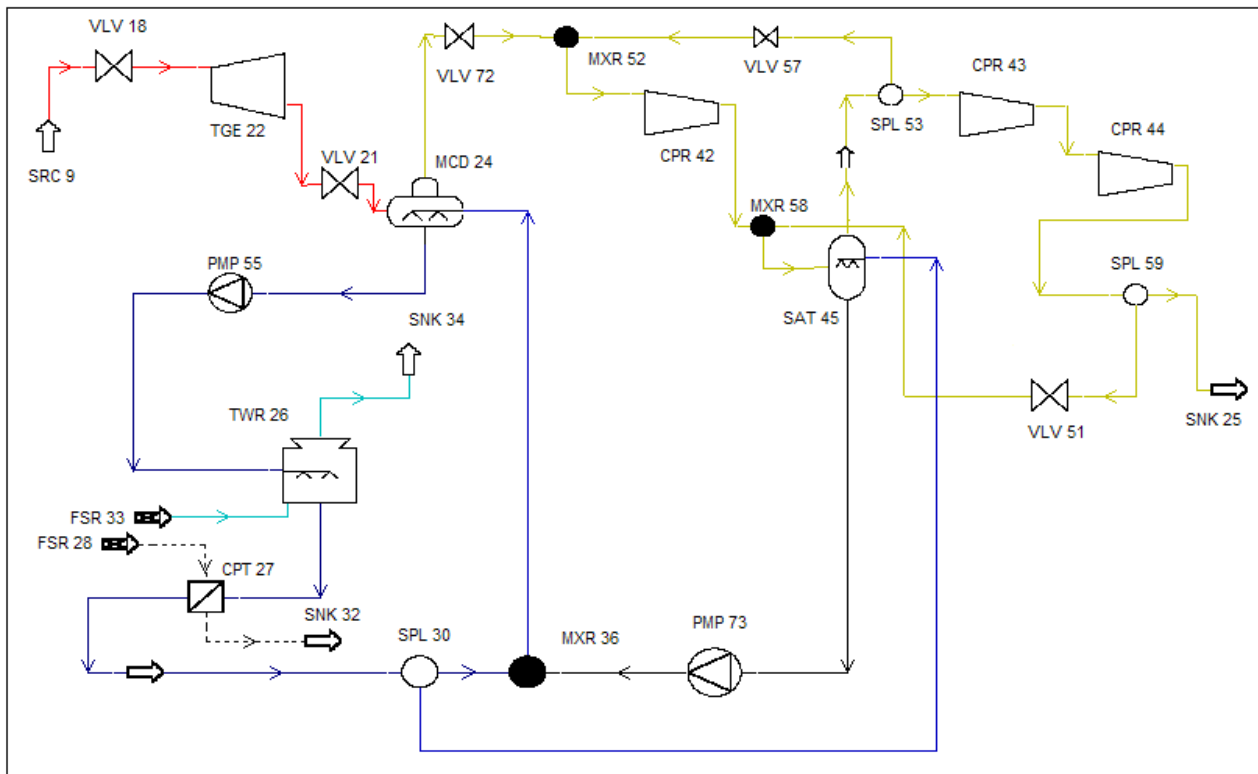 VLV 18
MXR 52
VLV 57
CPR 43
VLV 72
TGE 22
SPL 53
CPR 44
SRC 9
VLV 21
MCD 24
CPR 42
MXR 58
PMP 55
SPL 59
SNK 34
SAT 45
SNK 25
TWR 26
VLV 51
FSR 33
FSR 28
CPT 27
SNK 32
SPL 30
MXR 36
PMP 73